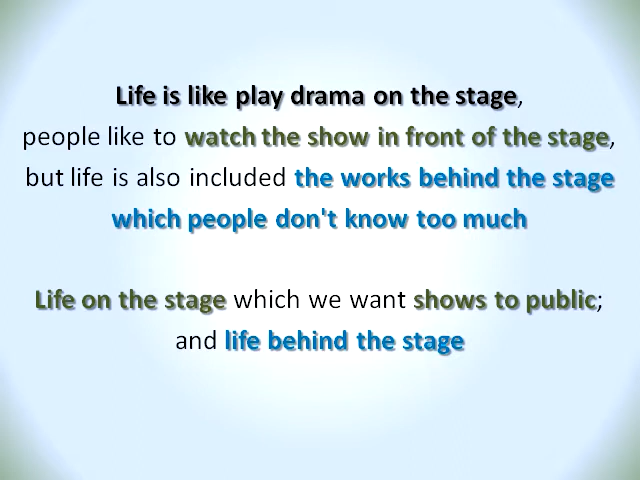 Life is like play drama on the stage,
people like to watch the show in front of the stage,
but life is also included the works behind the stage
which people don't know too much
Life on the stage which we want shows to public;
and life behind the stage